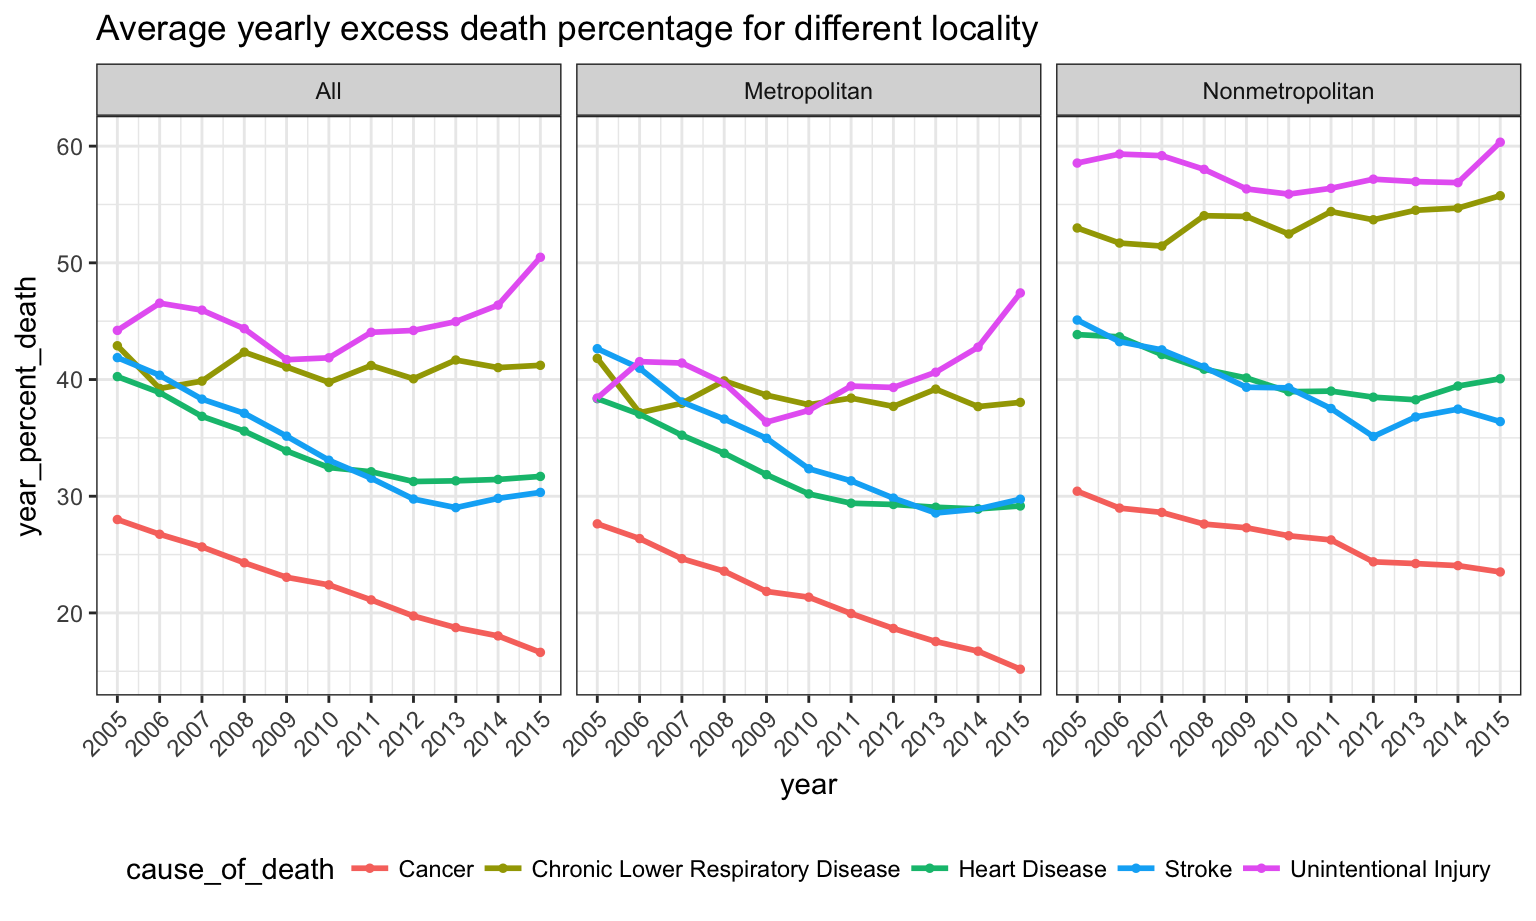 Average yearly excess death percentage for different locality
All Metropolitan Nonmetropolitan
year_percent_death
60
50
40
30
20
2005 2006 2007 2008 2009 2010 2011 2012 2013 2014 2015 2005 2006 2007 2008 2009 2010 2011 2012 2013 2014 2015 2005 2006 2007 2008 2009 2010 2011 2012 2013 2014 2015
year
cause_of_death Cancer Chronic Lower Respiratory Disease Heart Disease Stroke Unintentional Injury